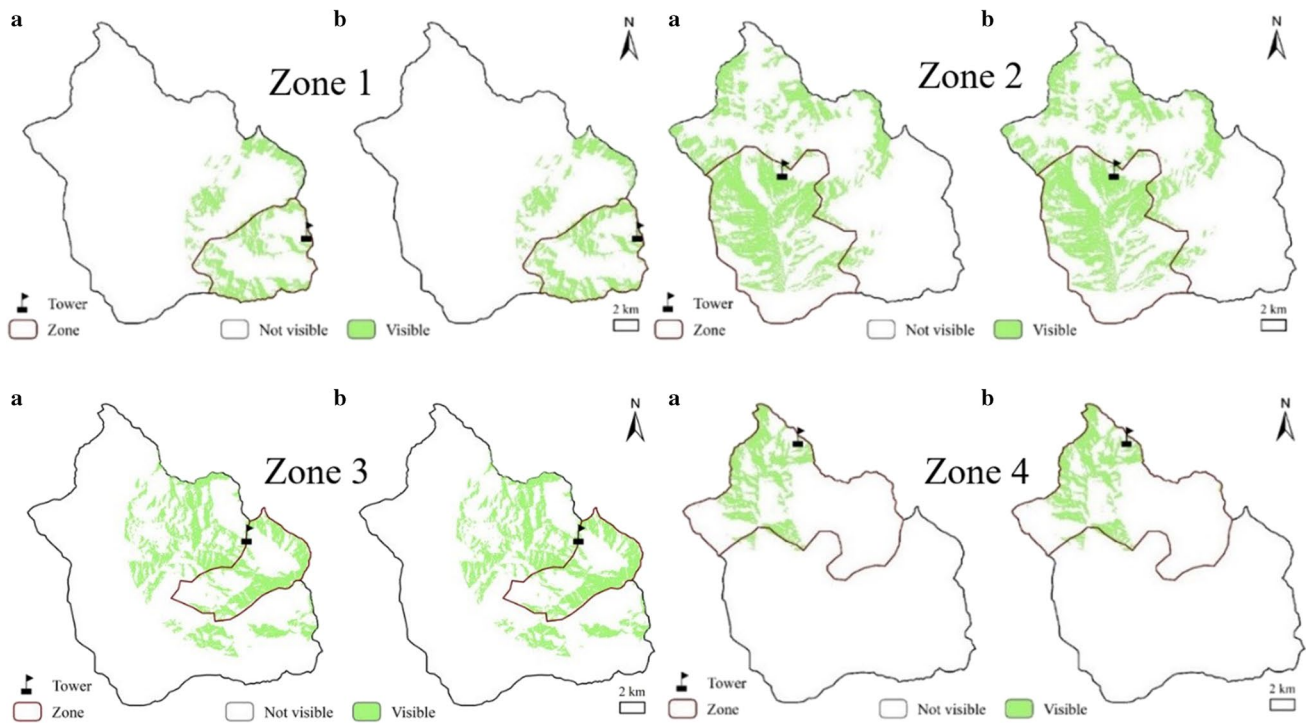 a
b
N
Zone 1
Tower
Zone
Not visible
Visible
2 km
a
b
N
Zone 2
Tower
Zone
Not visible
Visible
2 km
a
b
N
Zone 3
Tower
Zone
Not visible
Visible
2 km
a
b
N
Zone 4
Tower
Zone
Not visible
Visible
2 km